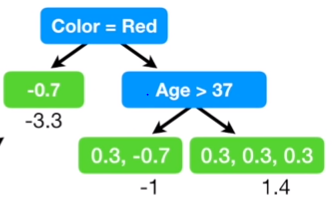 Color = Red
-0.7
Age > 37
-3.3
0.3, -0.7
0.3, 0.3, 0.3
-1
1.4